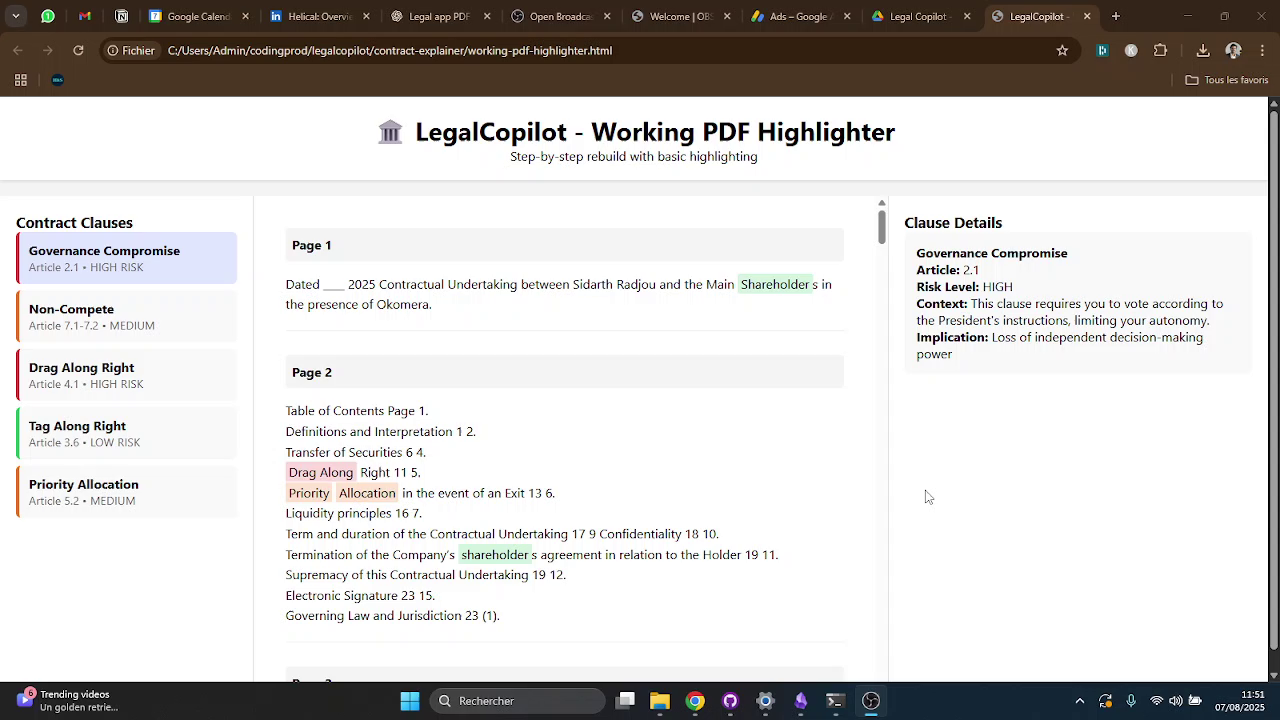 Google Calend
Helicar Overvie
Legal app PDF
Open Broadcas
Welcome | OBS
Ads – Google
Legal Copilot -
LegalCopilot -
Fichier
C:/Users/Admin/codingprod/legalcopilot/contract-explainer/working-pdf-highlighter.html
Tous les favoris
🏛️ LegalCopilot - Working PDF Highlighter
Step-by-step rebuild with basic highlighting
Contract Clauses
Governance Compromise
Article 2.1 • HIGH RISK
Non-Compete
Article 7.1-7.2 • MEDIUM
Drag Along Right
Article 4.1 • HIGH RISK
Tag Along Right
Article 3.6 • LOW RISK
Priority Allocation
Article 5.2 • MEDIUM
Page 1
Dated ____ 2025 Contractual Undertaking between Sidarth Radjou and the Main Shareholder s in
the presence of Okomera.
Page 2
Table of Contents Page 1.
Definitions and Interpretation 1 2.
Transfer of Securities 6 4.
Drag Along Right 11 5.
Priority Allocation in the event of an Exit 13 6.
Liquidity principles 16 7.
Term and duration of the Contractual Undertaking 17 9 Confidentiality 18 10.
Termination of the Company's shareholder s agreement in relation to the Holder 19 11.
Supremacy of this Contractual Undertaking 19 12.
Electronic Signature 23 15.
Governing Law and Jurisdiction 23 (1).
Clause Details
Governance Compromise
Article: 2.1
Risk Level: HIGH
Context: This clause requires you to vote according to
the President's instructions, limiting your autonomy.
Implication: Loss of independent decision-making
power
6
Trending videos
Un golden retrie...
Rechercher
11:51
07/08/2025